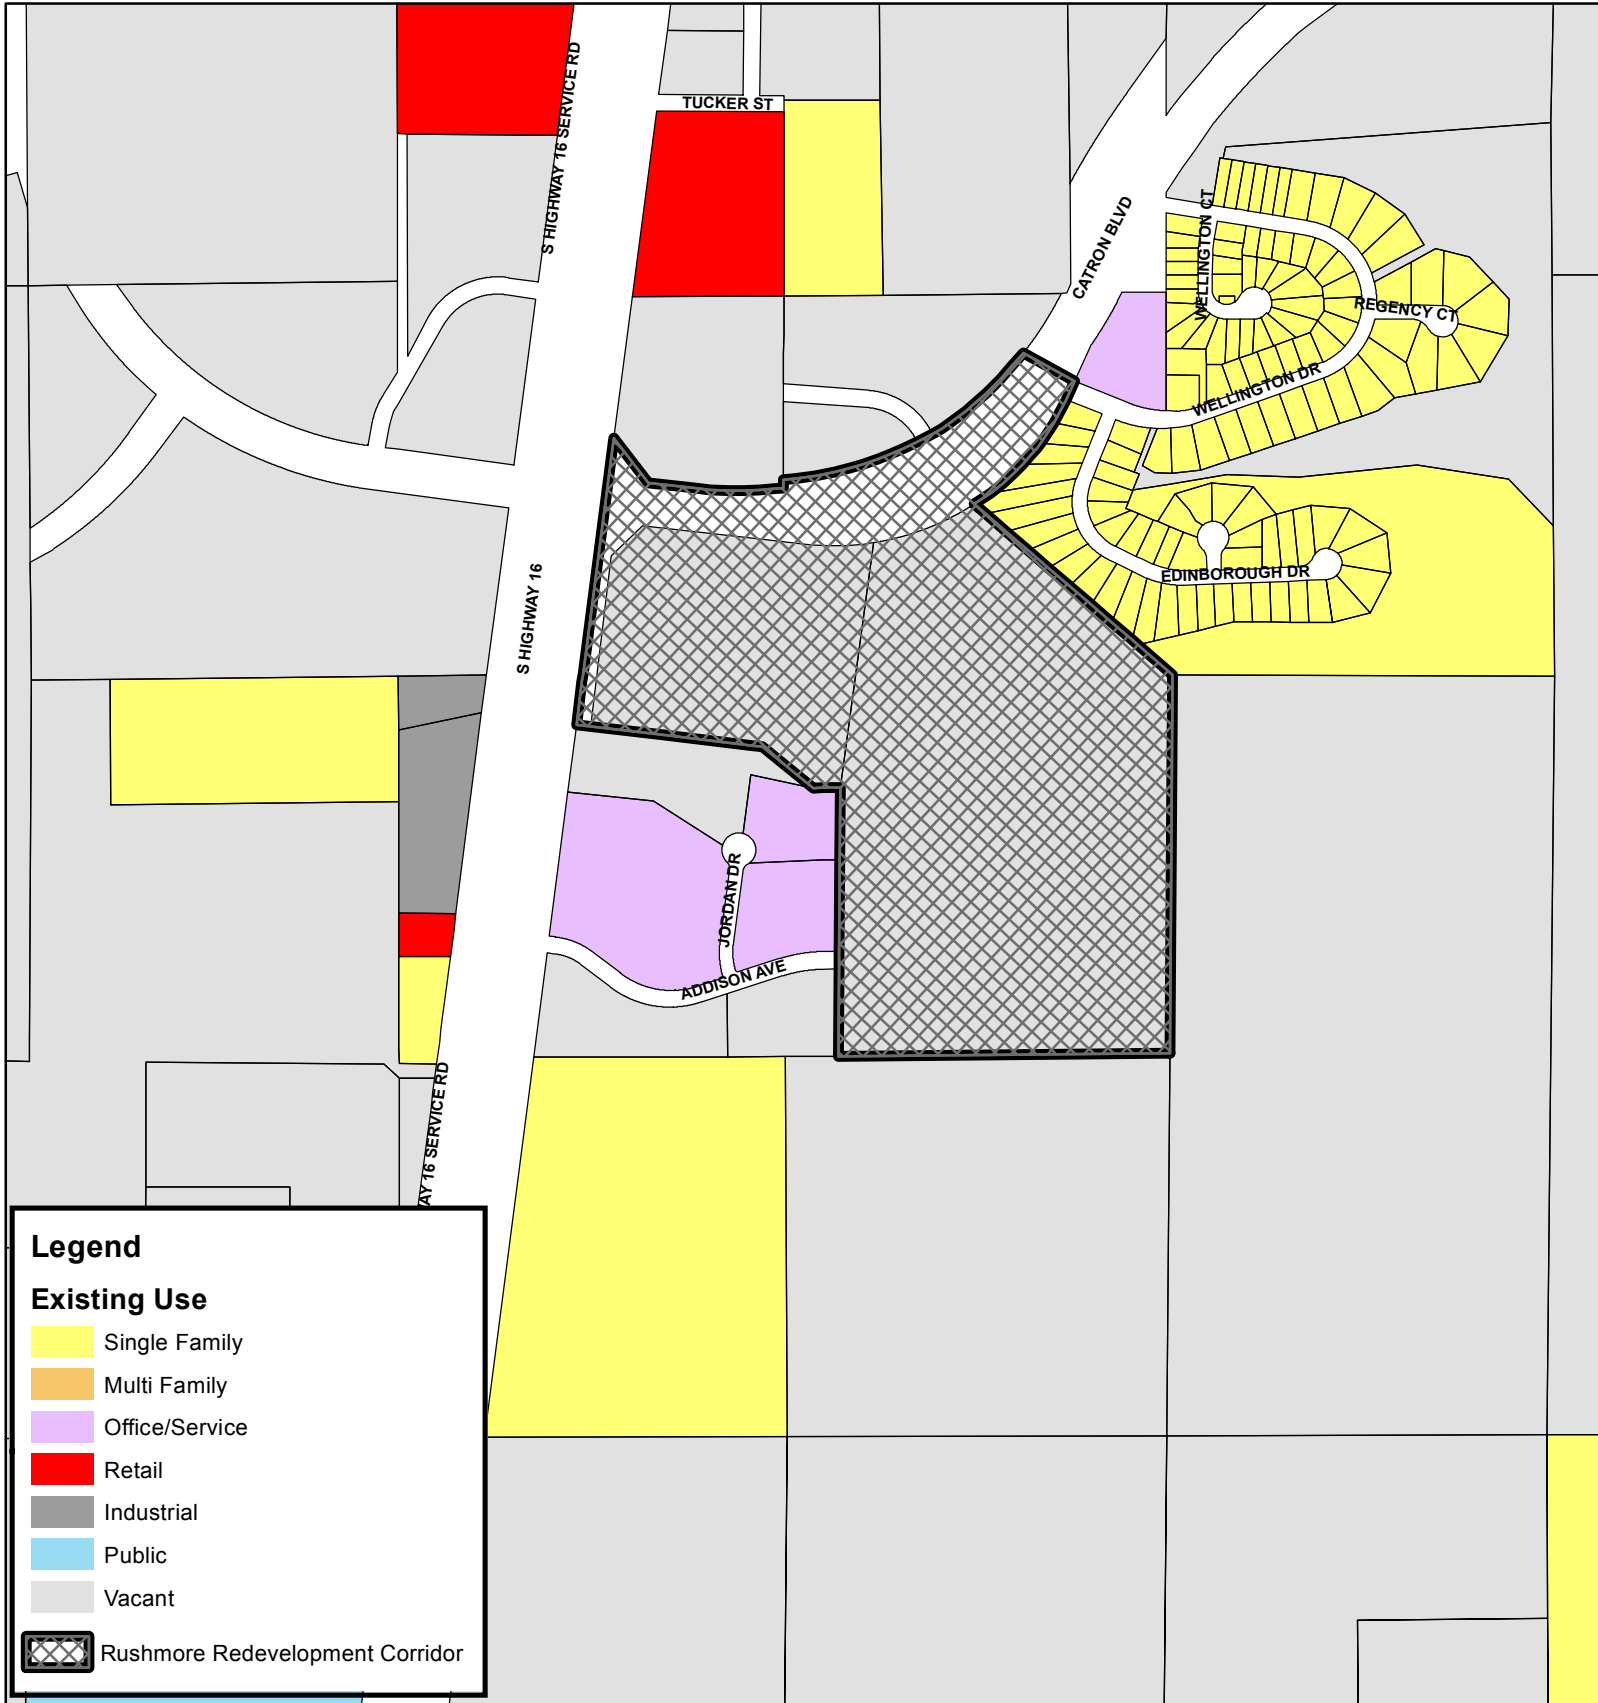 S HIGHWAY 16 SERVICE RD
TUCKER ST
CATRON BLVD
WELLINGTON CT
REGENCY CT
WELLINGTON DR
EDINBOROUGH DR
S HIGHWAY 16
JORDAN DR
ADDISON AVE
WAY 16 SERVICE RD
Legend
Existing Use
Single Family
Multi Family
Office/Service
Retail
Industrial
Public
Vacant
Rushmore Redevelopment Corridor